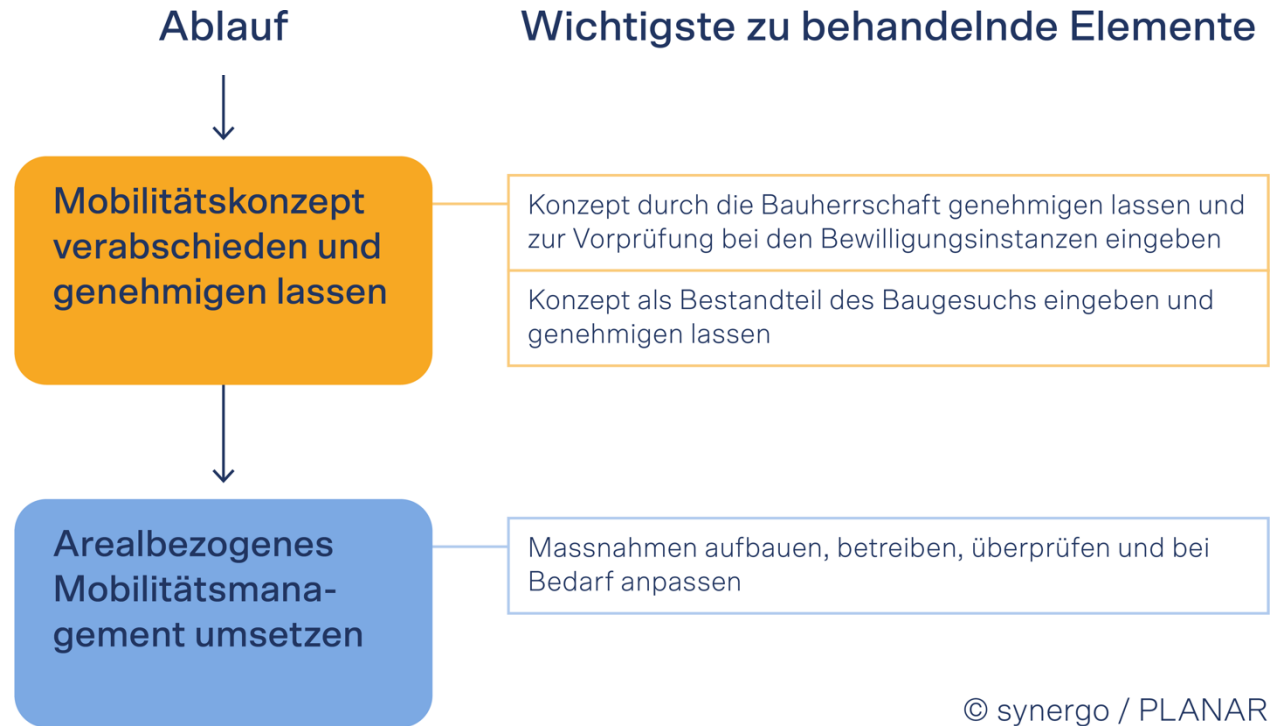 Ablauf
Wichtigste zu behandelnde Elemente
Mobilitätskonzept
verabschieden und
genehmigen lassen
Konzept durch die Bauherrschaft genehmigen lassen und
zur Vorprüfung bei den Bewilligungsinstanzen eingeben
Konzept als Bestandteil des Baugesuchs eingeben und
genehmigen lassen
Arealbezogenes
Mobilitätsmana-
gement umsetzen
Massnahmen aufbauen, betreiben, überprüfen und bei
Bedarf anpassen
© synergo / PLANAR